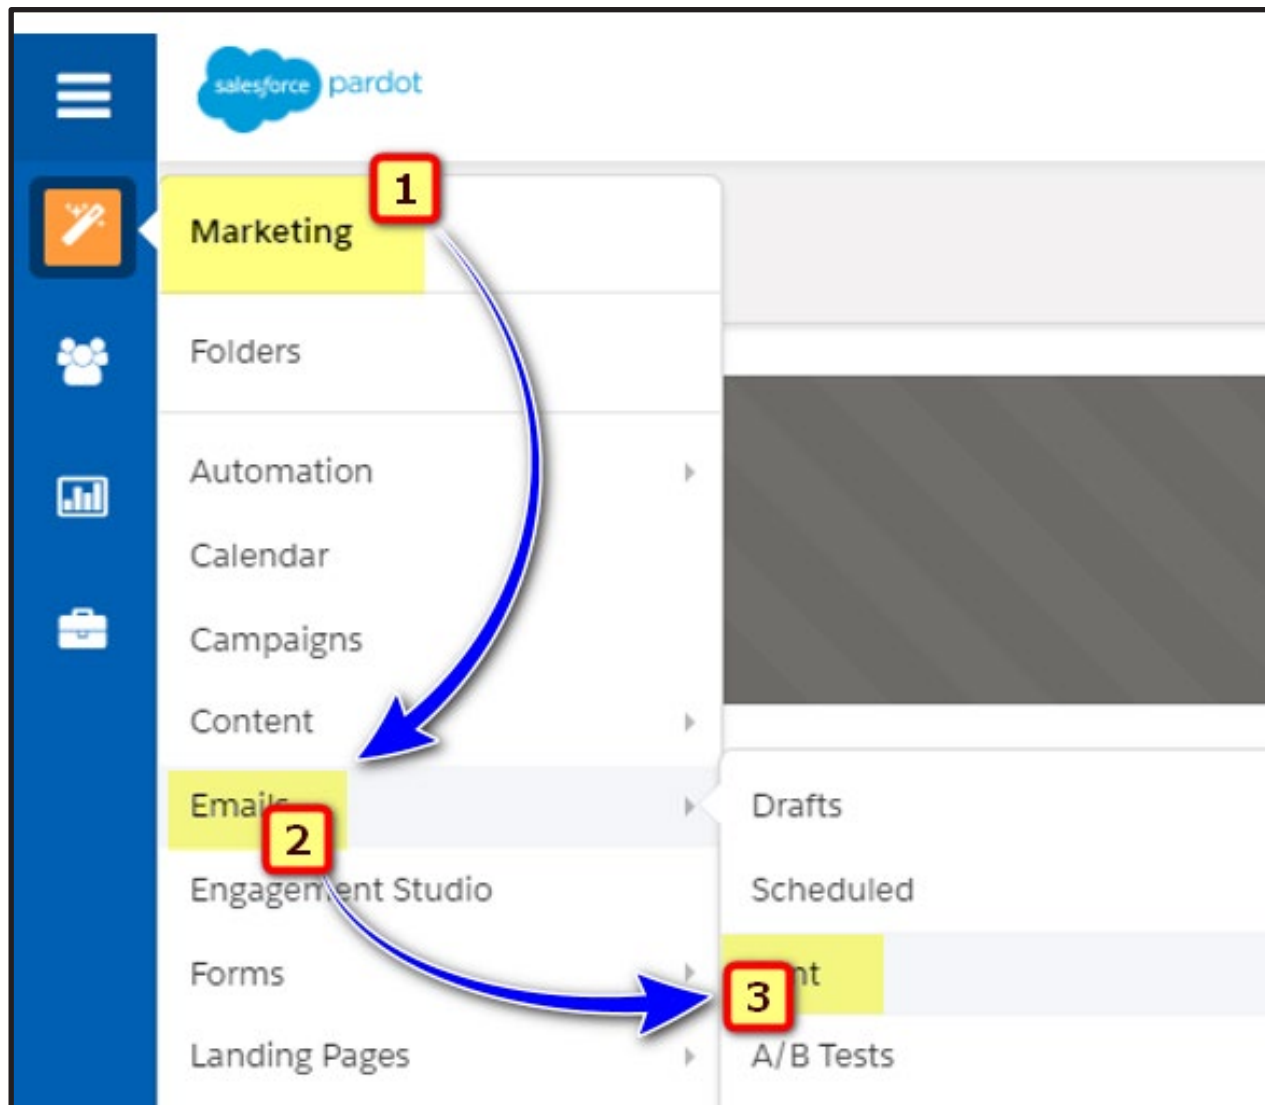 salesforce pardot
1
Marketing
Folders
Automation
Calendar
Campaigns
Content
Emails
2
Engagement Studio
Forms
Landing Pages
Drafts
Scheduled
3
A/B Tests